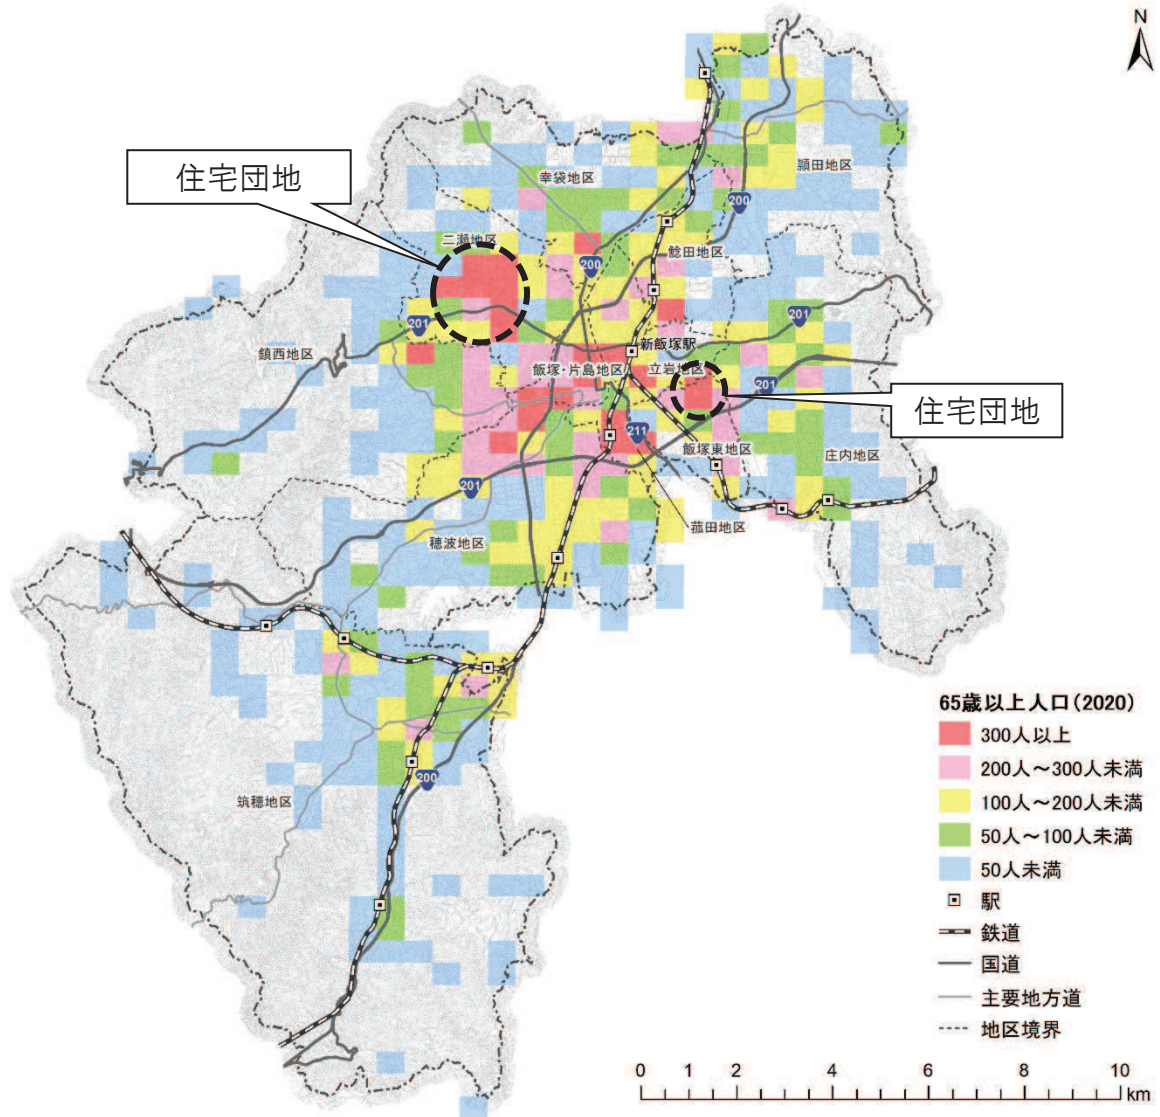 N
住宅団地
幸袋地区
頴田地区
200
二瀬地区
鯰田地区
200
201
201
新飯塚駅
鎮西地区
飯塚・片島地区
立岩地区
201
住宅団地
211
飯塚東地区
庄内地区
201
菰田地区
穂波地区
筑穂地区
200
65歳以上人口(2020)
300人以上
200人~300人未満
100人~200人未満
50人~100人未満
50人未満
駅
鉄道
国道
主要地方道
地区境界
0 1 2 4 6 8 10
km